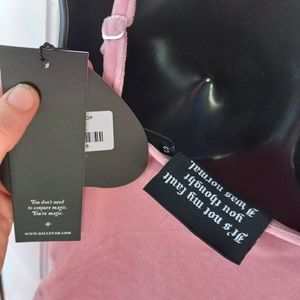 You don't need
to conjure magic.
You're magic.
WWW.KILLSTAR.COM
It's not my fault
you thought
I was normal.